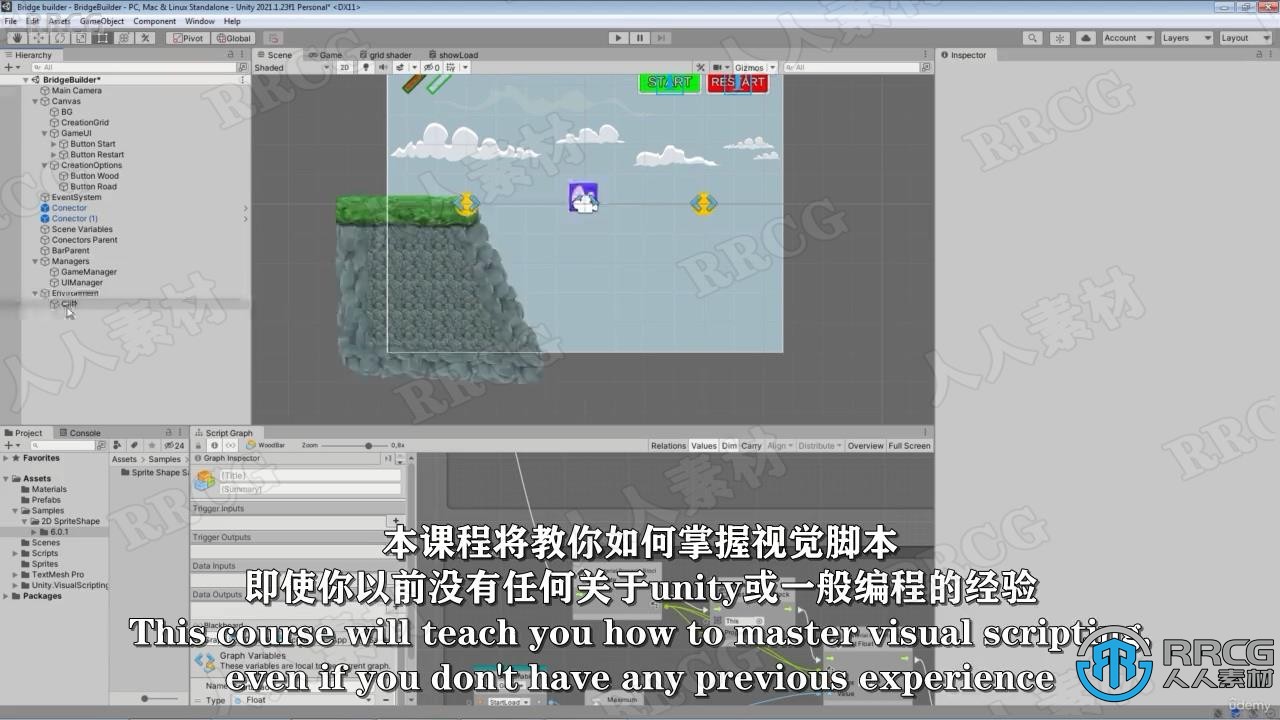 Bridge builder - BridgeBuilder - PC, Mac & Linux Standalone - Unity 2021.1.23f1 Personal* <DX11>
File Edit Assets GameObject Component Window Help
Pivot Global Account Layers Layout
Hierarchy Scene Game grid shader showLoad Inspector
All Shaded 2D Gizmos All
BridgeBuilder*
Main Camera
Canvas
BG
CreationGrid
GameUI
Button Start
Button Restart
CreationOptions
Button Wood
Button Road
EventSystem
Conector
Conector (1)
Scene Variables
Conectors Parent
BarParent
Managers
GameManager
UIManager
Environment
Cliff
START RESTART
Project Console Script Graph
24 WoodBar Zoom 0,8x Relations Values Dim Carry Align Distribute Overview Full Screen
Favorites
Assets
Materials
Prefabs
Samples
2D SpriteShape
6.0.1
Scenes
Scripts
Sprites
TextMesh Pro
Unity.VisualScripting
Packages
Assets Samples
Sprite Shape Sa
Graph Inspector
(Title)
(Summary)
Trigger Inputs
Trigger Outputs
Data Inputs
Data Outputs
Blackboard
Graph Variables
These variables are local to the current graph.
Name
Type Float
This
StartLoad
Maximum
Value
本课程将教你如何掌握视觉脚本
即使你以前没有任何关于unity或一般编程的经验
This course will teach you how to master visual scripting,
even if you don't have any previous experience
RRCG
人人素材
udemy